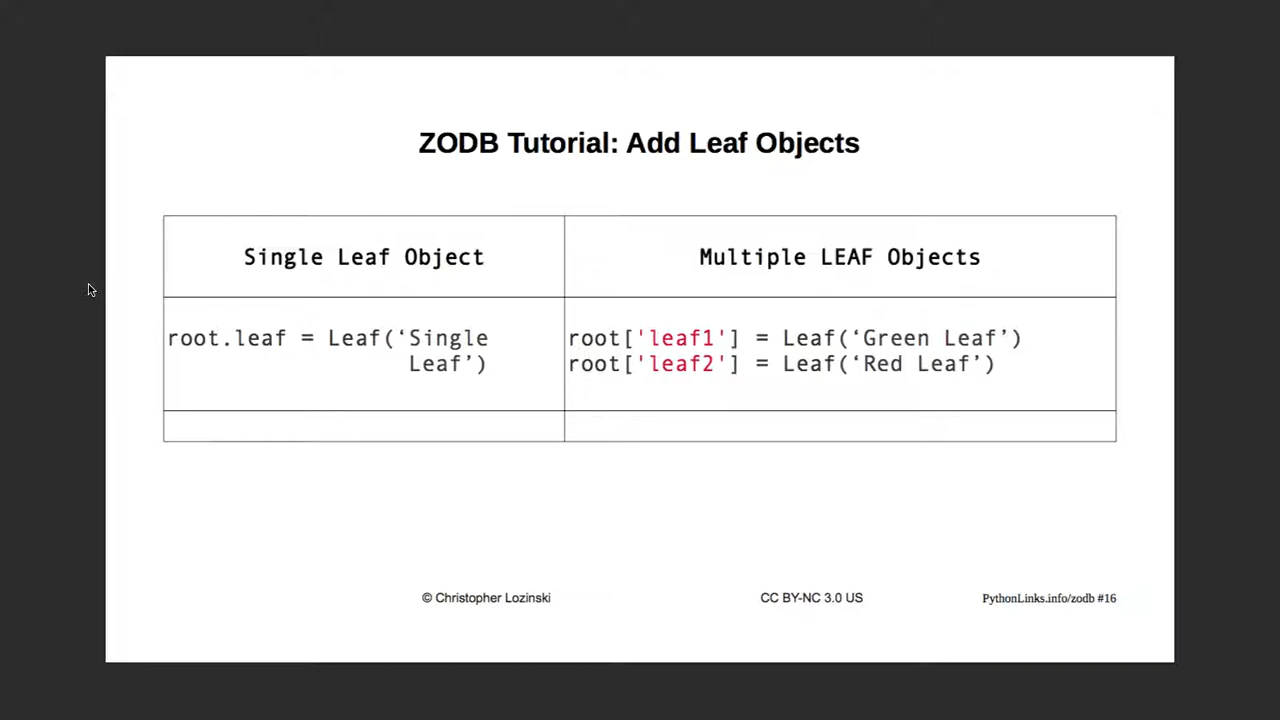 ZODB Tutorial: Add Leaf Objects
Single Leaf Object
Multiple LEAF Objects
root.leaf = Leaf(‘Single
Leaf’)
root['leaf1'] = Leaf(‘Green Leaf’)
root['leaf2'] = Leaf(‘Red Leaf’)
© Christopher Lozinski
CC BY-NC 3.0 US
PythonLinks.info/zodb #16